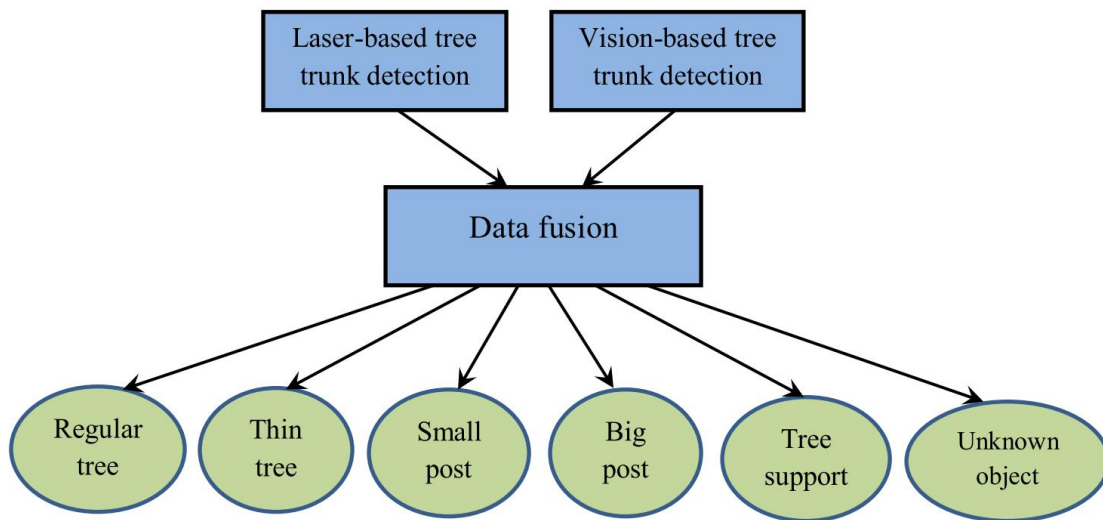 Laser-based tree
trunk detection
Vision-based tree
trunk detection
Data fusion
Regular
tree
Thin
tree
Small
post
Big
post
Tree
support
Unknown
object